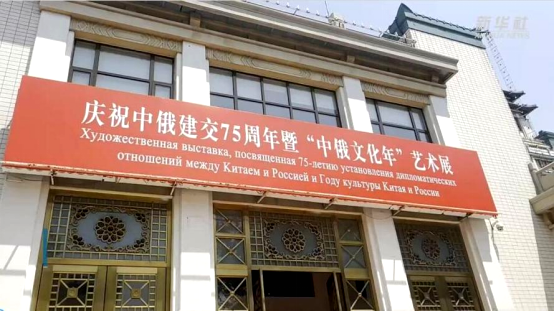 新华社
庆祝中俄建交75周年暨“中俄文化年”艺术展
Художественная выставка, посвященная 75-летию установления дипломатических
отношений между Китаем и Россией и Году культуры Китая и России